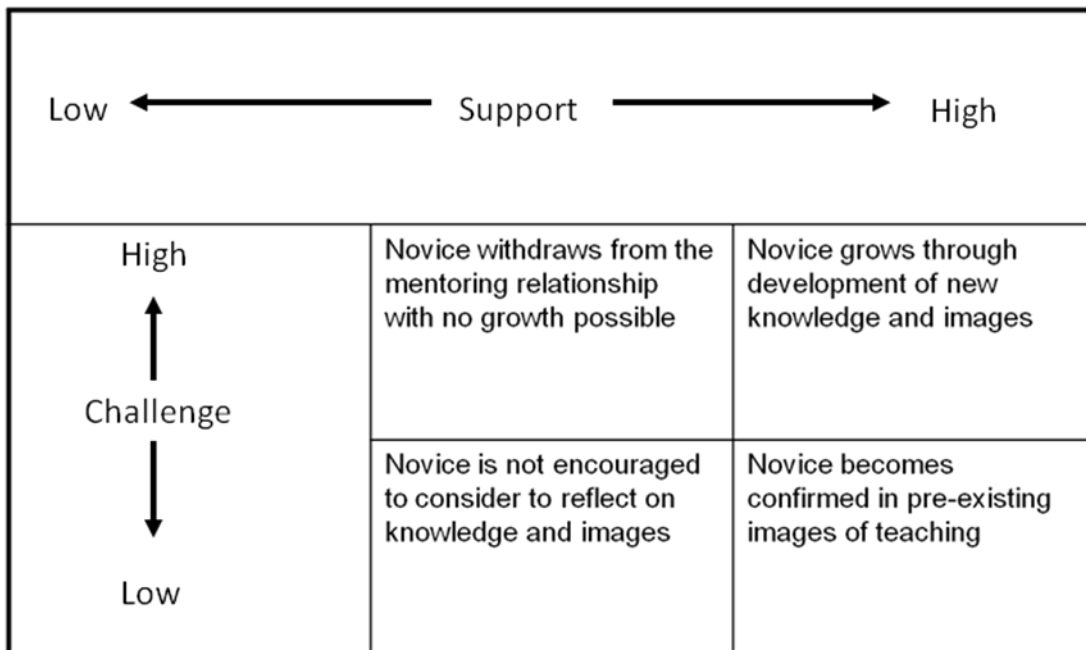 Low
Support
High
High
Challenge
Low
Novice withdraws from the
mentoring relationship
with no growth possible
Novice grows through
development of new
knowledge and images
Novice is not encouraged
to consider to reflect on
knowledge and images
Novice becomes
confirmed in pre-existing
images of teaching